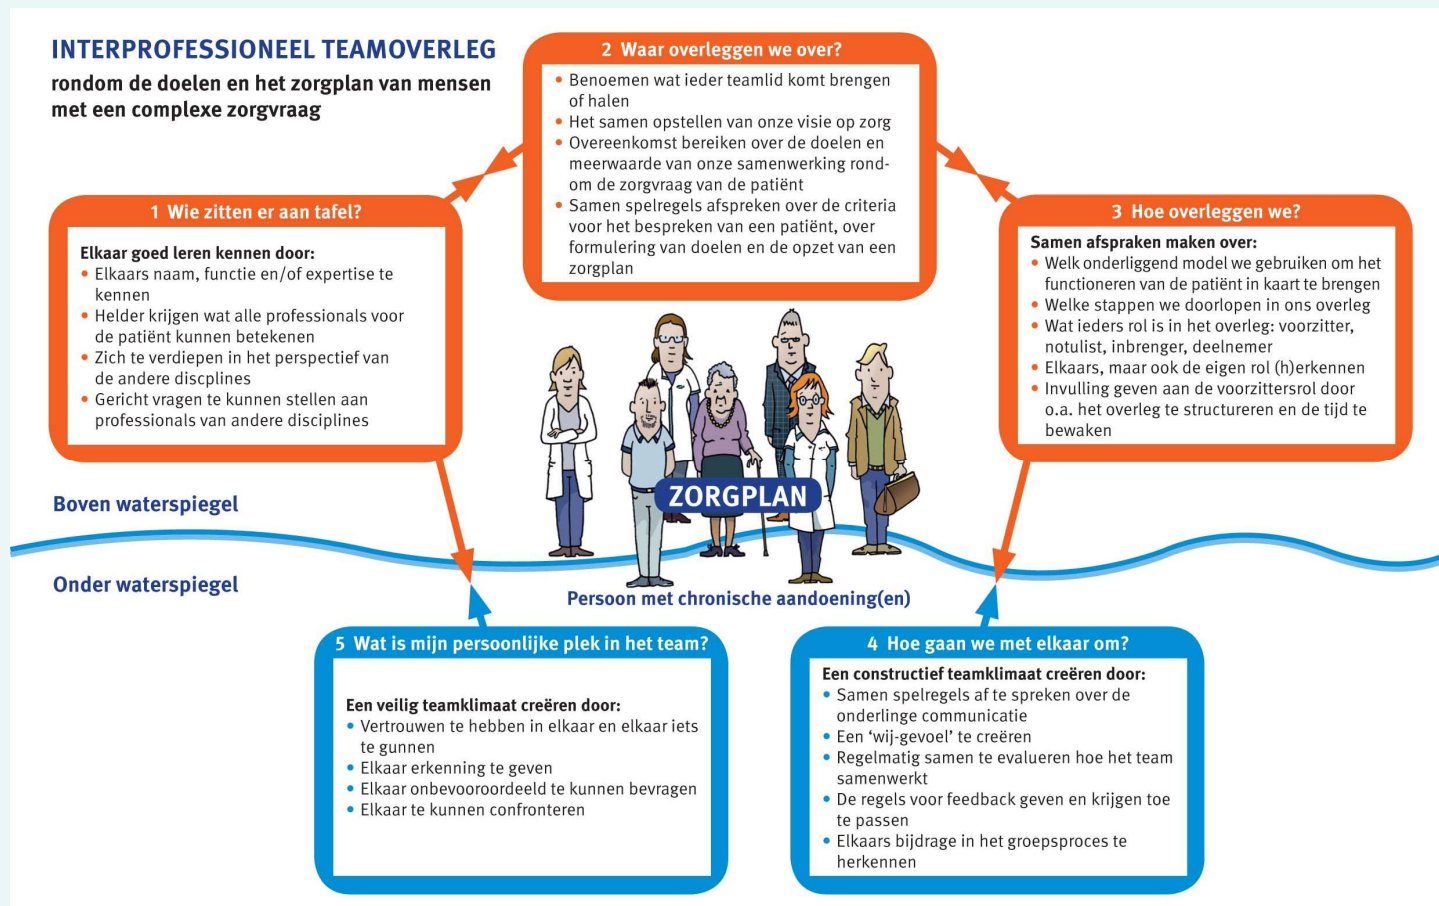 INTERPROFESSIONEEL TEAMOVERLEG
rondom de doelen en het zorgplan van mensen
met een complexe zorgvraag
1 Wie zitten er aan tafel?
Elkaar goed leren kennen door:
• Elkaars naam, functie en/of expertise te
kennen
• Helder krijgen wat alle professionals voor
de patiënt kunnen betekenen
• Zich te verdiepen in het perspectief van
de andere discplines
• Gericht vragen te kunnen stellen aan
professionals van andere disciplines
2 Waar overleggen we over?
• Benoemen wat ieder teamlid komt brengen
of halen
• Het samen opstellen van onze visie op zorg
• Overeenkomst bereiken over de doelen en
meerwaarde van onze samenwerking rond-
om de zorgvraag van de patiënt
• Samen spelregels afspreken over de criteria
voor het bespreken van een patiënt, over
formulering van doelen en de opzet van een
zorgplan
3 Hoe overleggen we?
Samen afspraken maken over:
• Welk onderliggend model we gebruiken om het
functioneren van de patiënt in kaart te brengen
• Welke stappen we doorlopen in ons overleg
• Wat ieders rol is in het overleg: voorzitter,
notulist, inbrenger, deelnemer
• Elkaars, maar ook de eigen rol (h)erkennen
• Invulling geven aan de voorzittersrol door
o.a. het overleg te structureren en de tijd te
bewaken
ZORGPLAN
Boven waterspiegel
Onder waterspiegel
Persoon met chronische aandoening(en)
5 Wat is mijn persoonlijke plek in het team?
Een veilig teamklimaat creëren door:
• Vertrouwen te hebben in elkaar en elkaar iets
te gunnen
• Elkaar erkenning te geven
• Elkaar onbevooroordeeld te kunnen bevragen
• Elkaar te kunnen confronteren
4 Hoe gaan we met elkaar om?
Een constructief teamklimaat creëren door:
• Samen spelregels af te spreken over de
onderlinge communicatie
• Een ‘wij-gevoel’ te creëren
• Regelmatig samen te evalueren hoe het team
samenwerkt
• De regels voor feedback geven en krijgen toe
te passen
• Elkaars bijdrage in het groepsproces te
herkennen